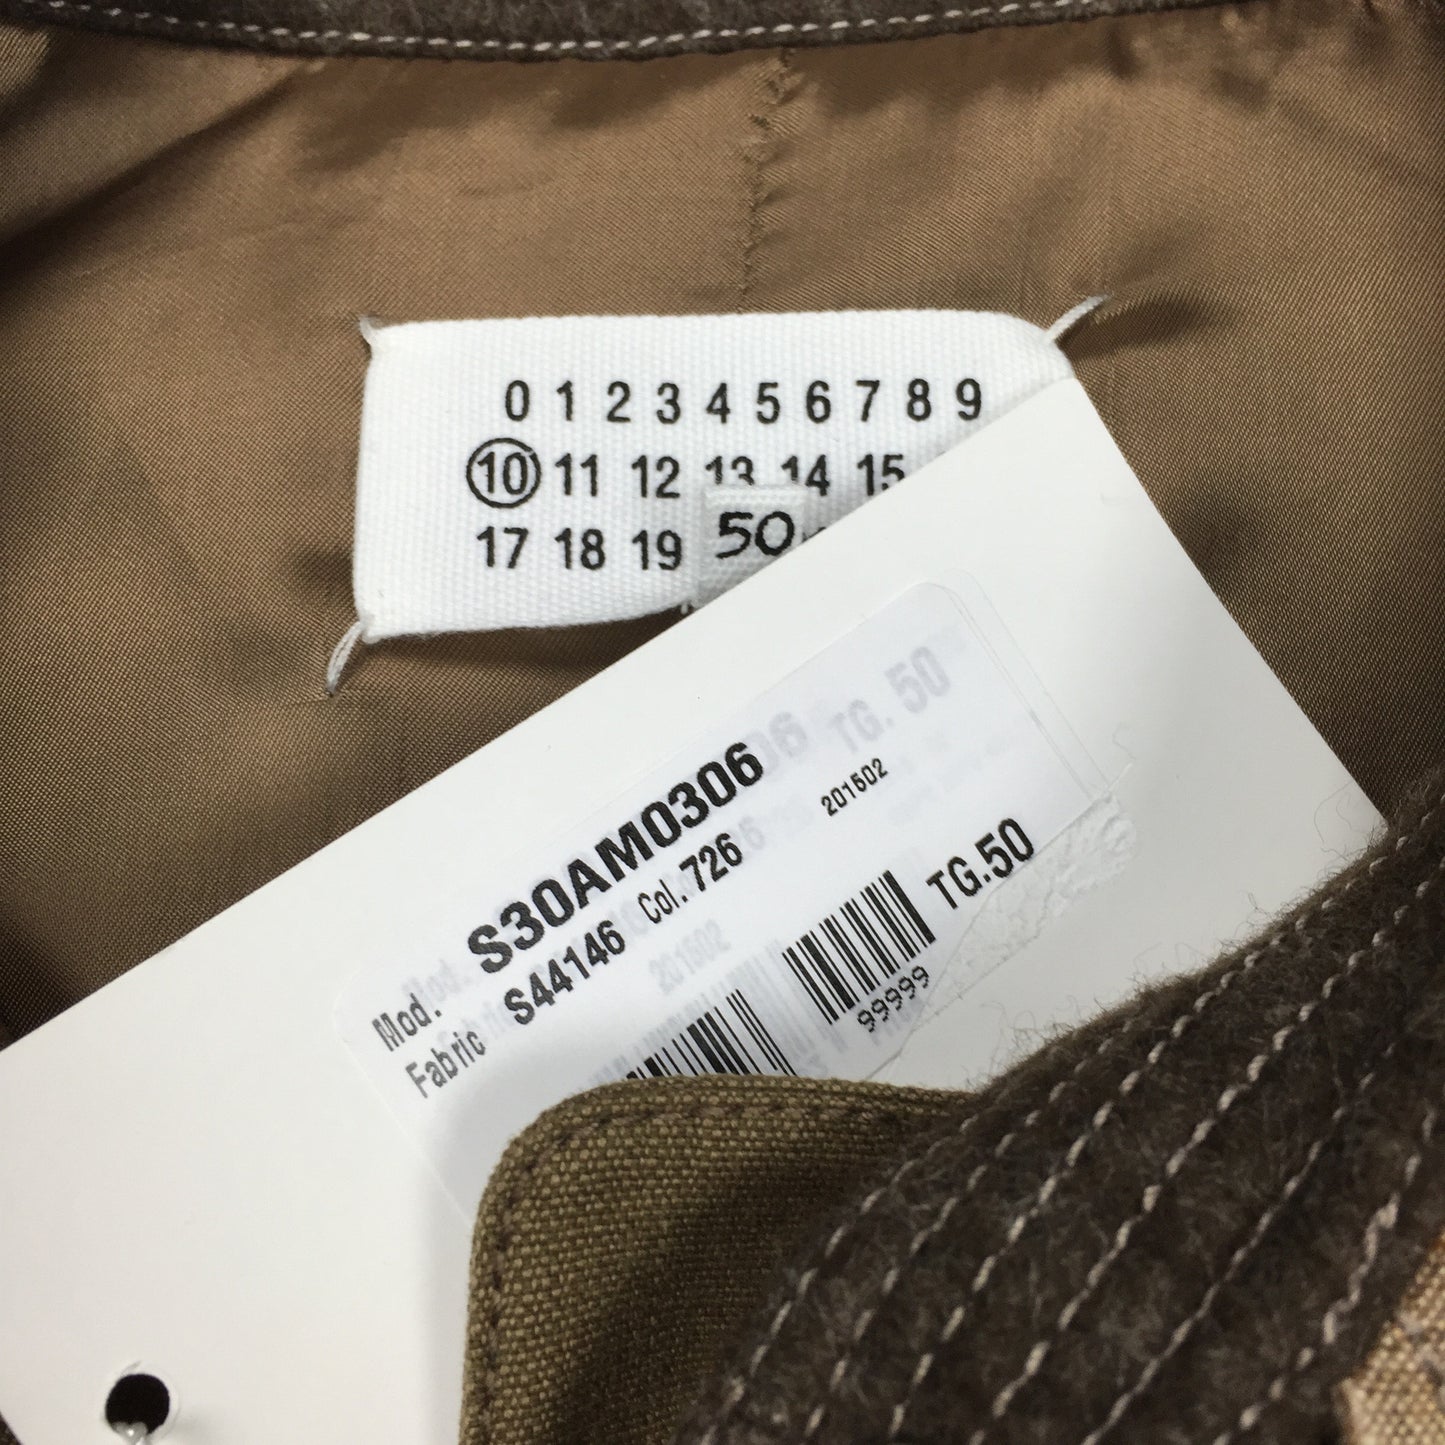 0 1 2 3 4 5 6 7 8 9
10 11 12 13 14 15
17 18 19
50
TG. 50
Mod. S30AM0306
Fabric S44146 Col. 726
201502
201502
TG.50
99999